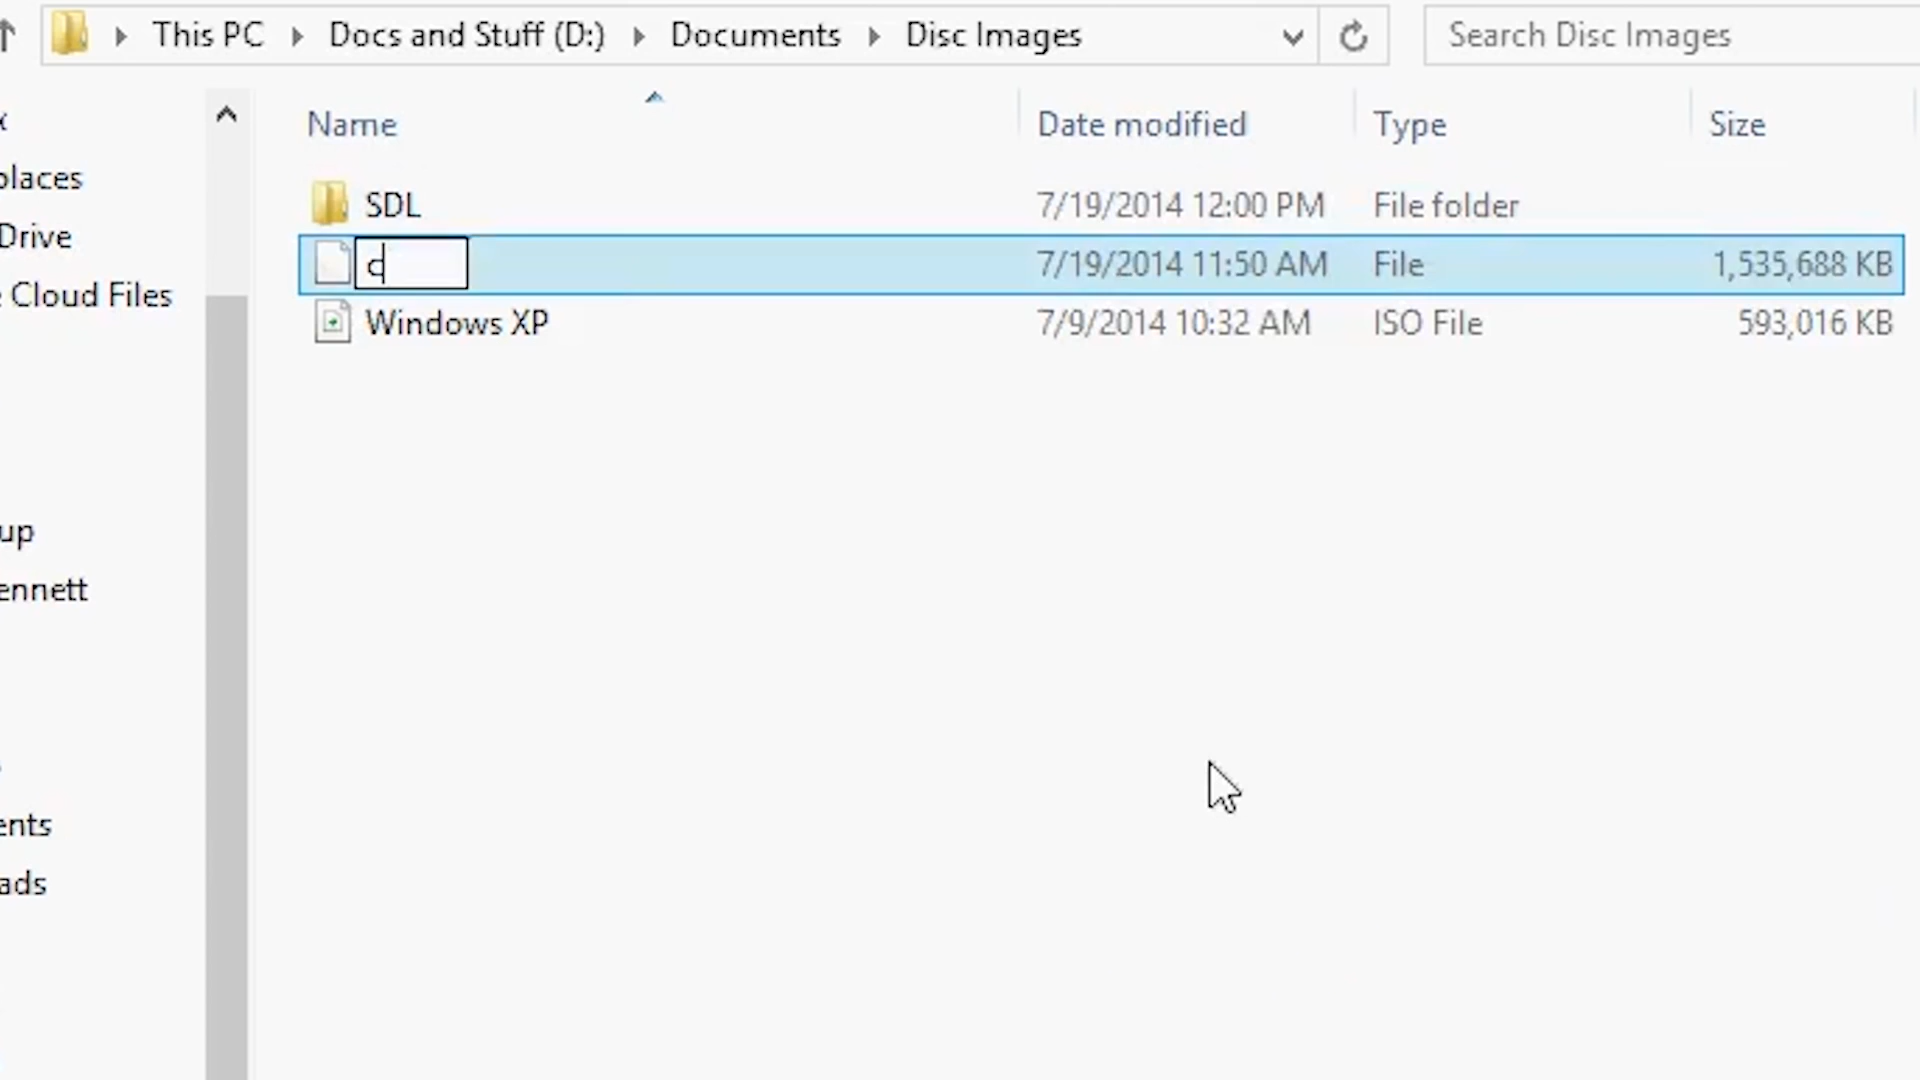 This PC Docs and Stuff (D:) Documents Disc Images Search Disc Images
Name Date modified Type Size
SDL 7/19/2014 12:00 PM File folder
c 7/19/2014 11:50 AM File 1,535,688 KB
Windows XP 7/9/2014 10:32 AM ISO File 593,016 KB
places
Drive
Cloud Files
up
ennett
ents
ads